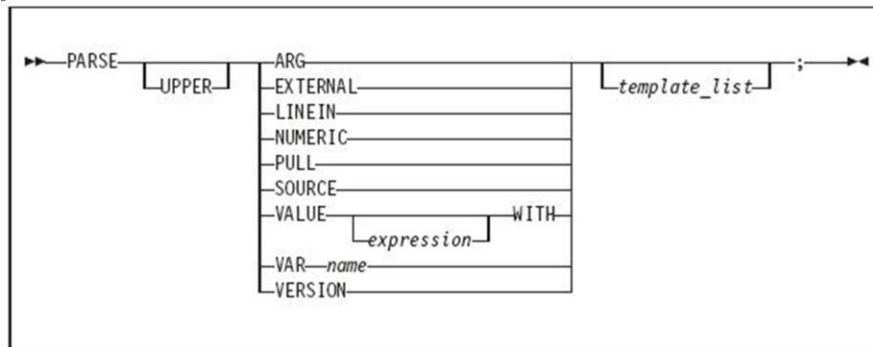 PARSE UPPER ARG template_list ;
EXTERNAL
LINEIN
NUMERIC
PULL
SOURCE
VALUE expression WITH
VAR name
VERSION